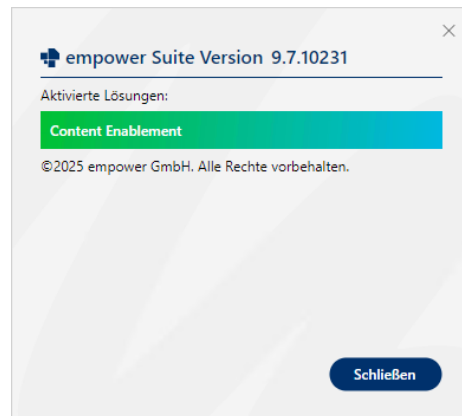 empower Suite Version 9.7.10231
Aktivierte Lösungen:
Content Enablement
©2025 empower GmbH. Alle Rechte vorbehalten.
Schließen